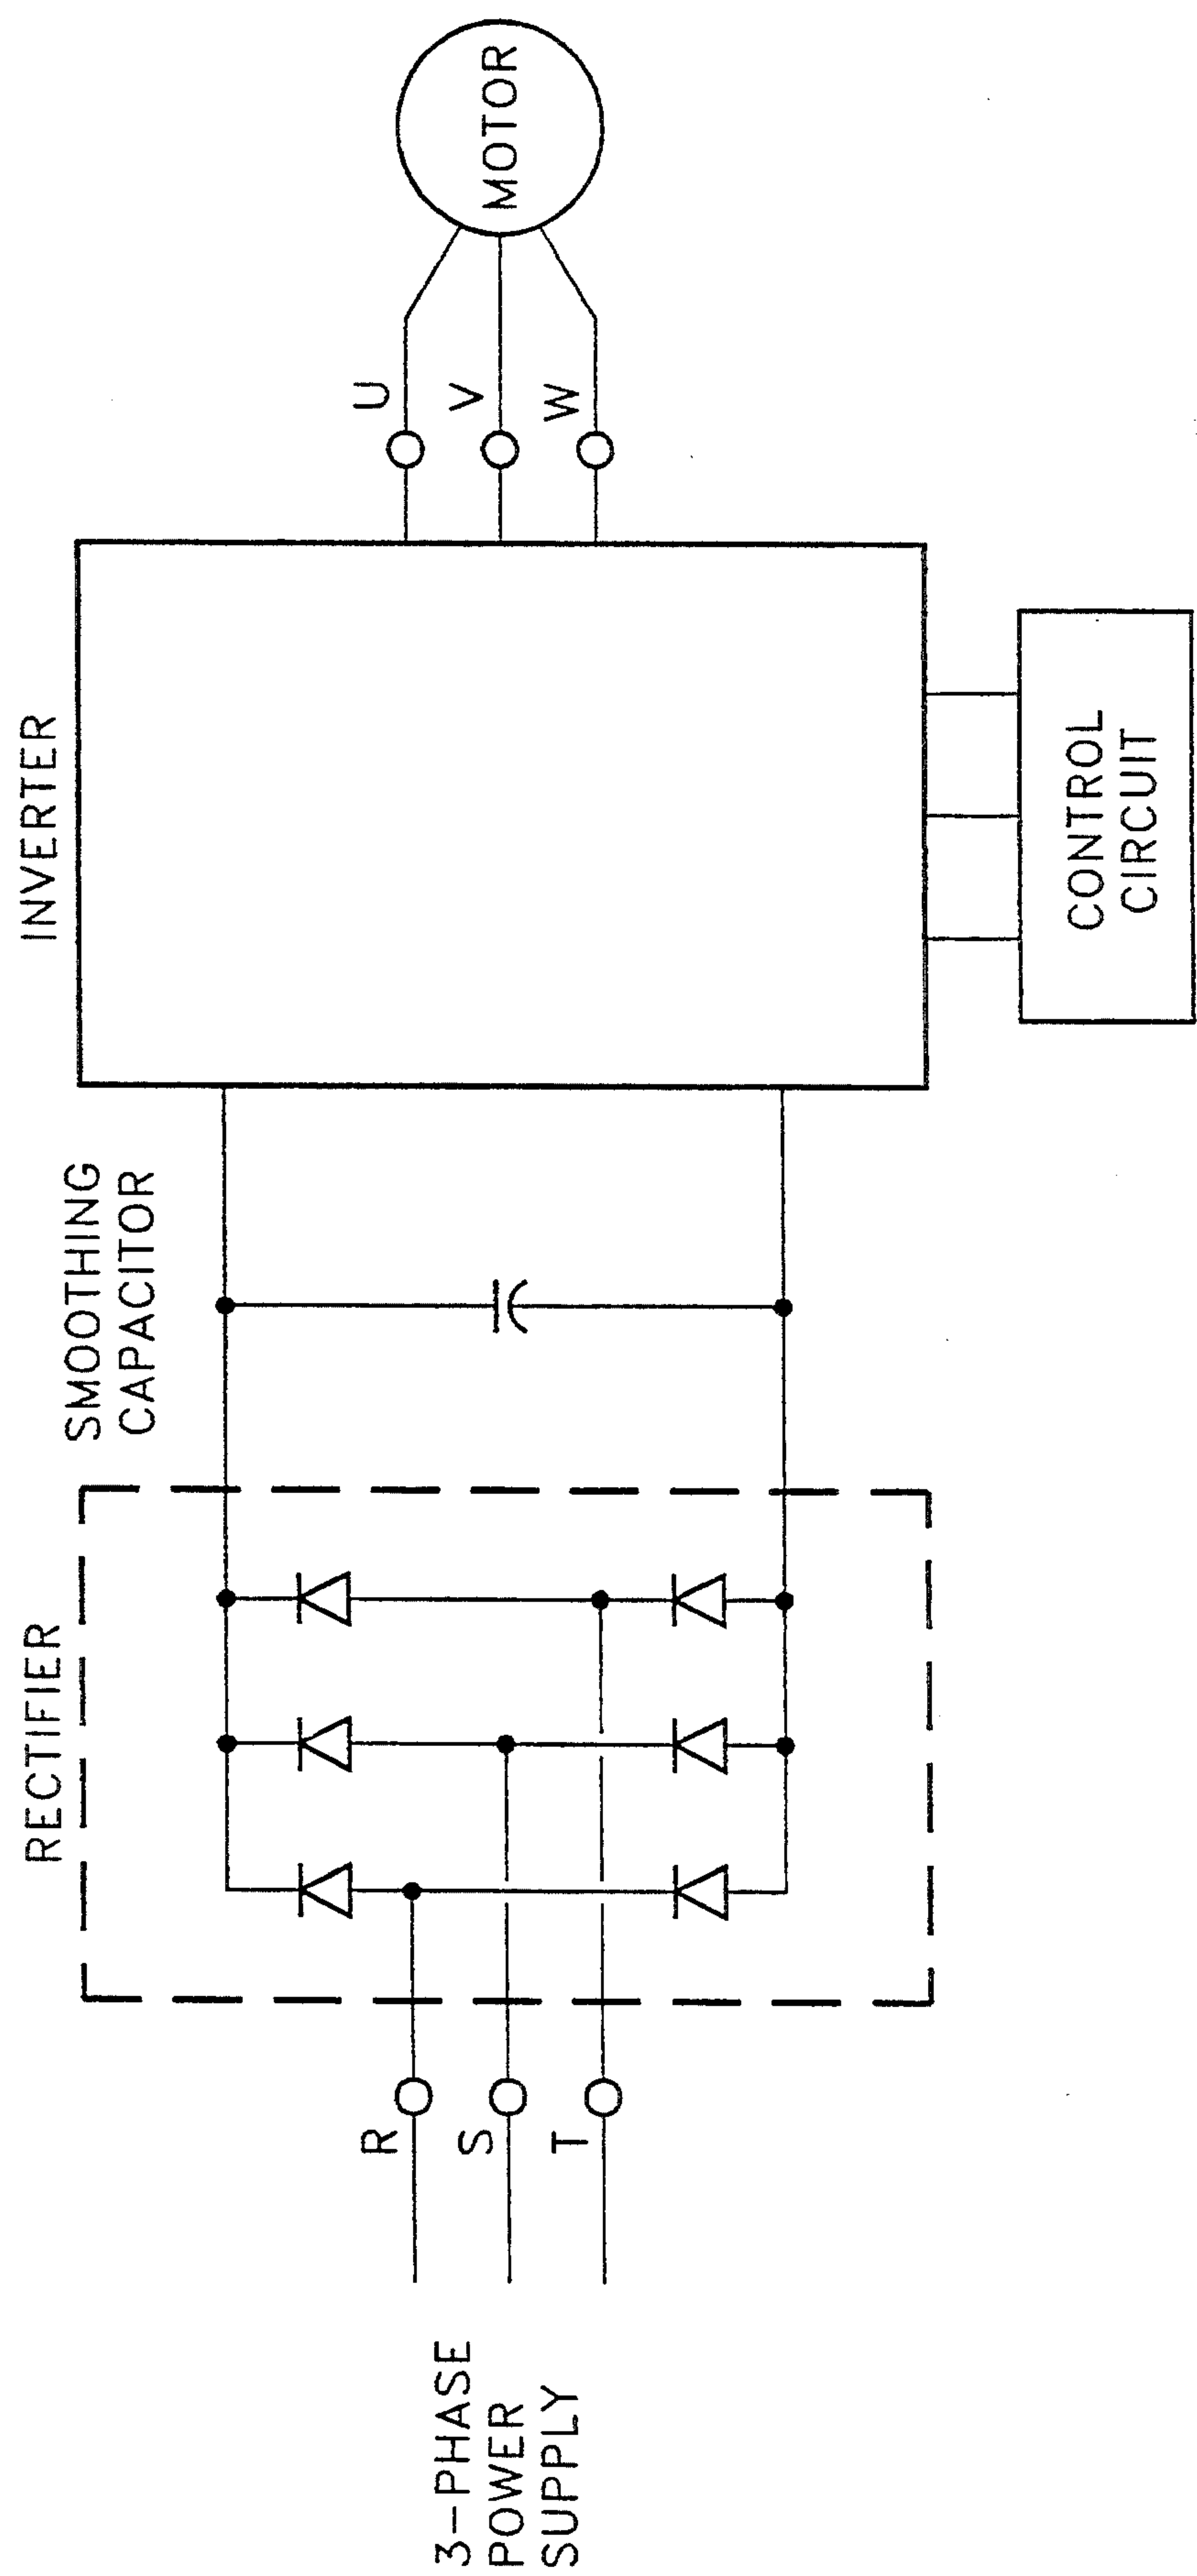 3-PHASE
POWER
SUPPLY
R
S
T
RECTIFIER
SMOOTHING
CAPACITOR
INVERTER
CONTROL
CIRCUIT
U
V
W
MOTOR